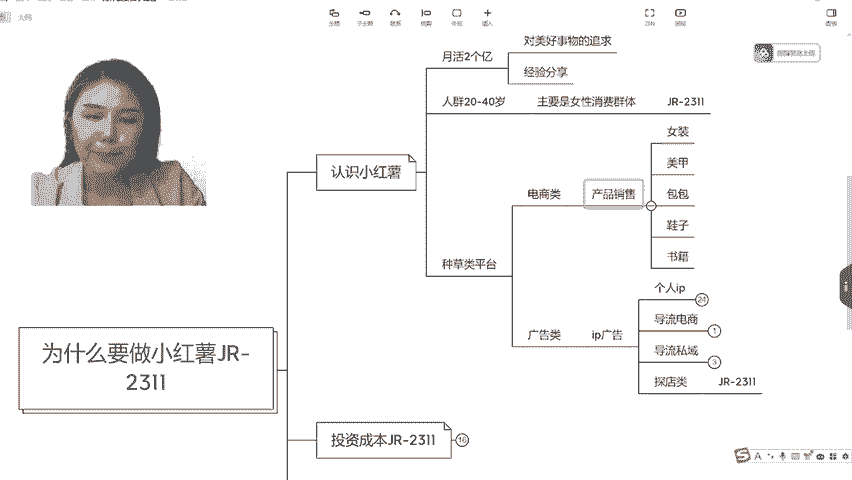 月活2个亿
对美好事物的追求
经验分享
人群20-40岁
主要是女性消费群体
JR-2311
认识小红薯
种草类平台
电商类
产品销售
女装
美甲
包包
鞋子
书籍
广告类
ip广告
个人ip
24
导流电商
1
导流私域
3
探店类
JR-2311
为什么要做小红薯JR-
2311
投资成本JR-2311
16